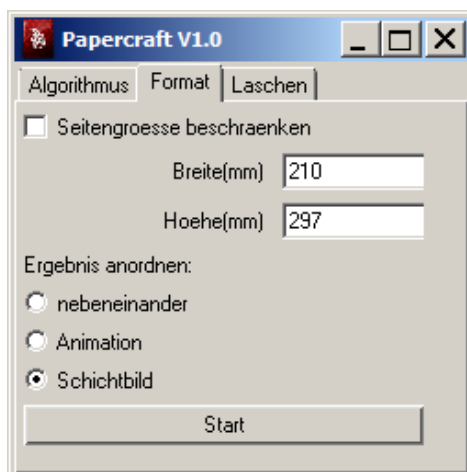 Papercraft V1.0
Algorithmus Format Laschen
Seitengroesse beschraenken
Breite(mm) 210
Hoehe(mm) 297
Ergebnis anordnen:
nebeneinander
Animation
Schichtbild
Start